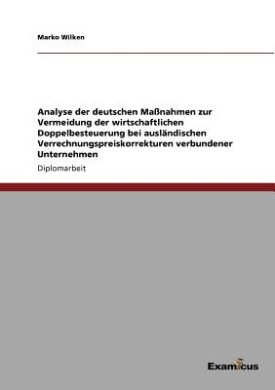 Marko Wilken
Analyse der deutschen Maßnahmen zur
Vermeidung der wirtschaftlichen
Doppelbesteuerung bei ausländischen
Verrechnungspreiskorrekturen verbundener
Unternehmen
Diplomarbeit
Examicus